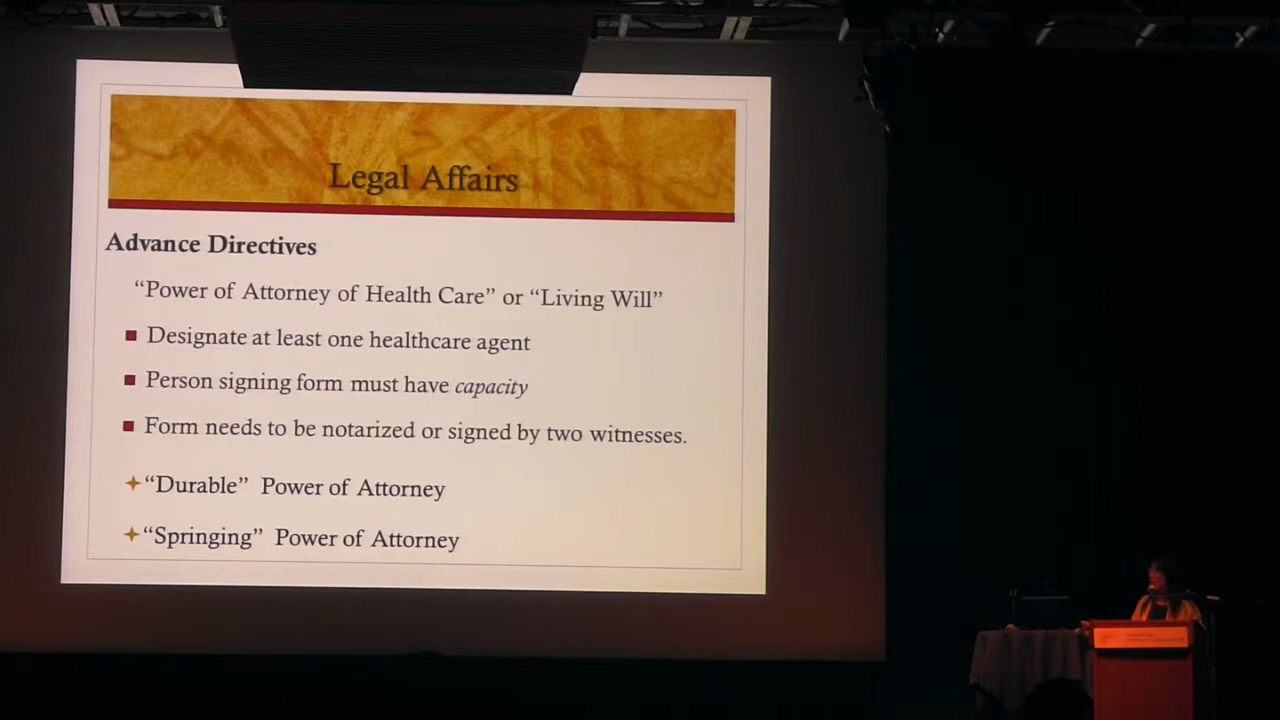 Legal Affairs
Advance Directives
“Power of Attorney of Health Care” or “Living Will”
Designate at least one healthcare agent
Person signing form must have capacity
Form needs to be notarized or signed by two witnesses.
“Durable” Power of Attorney
“Springing” Power of Attorney